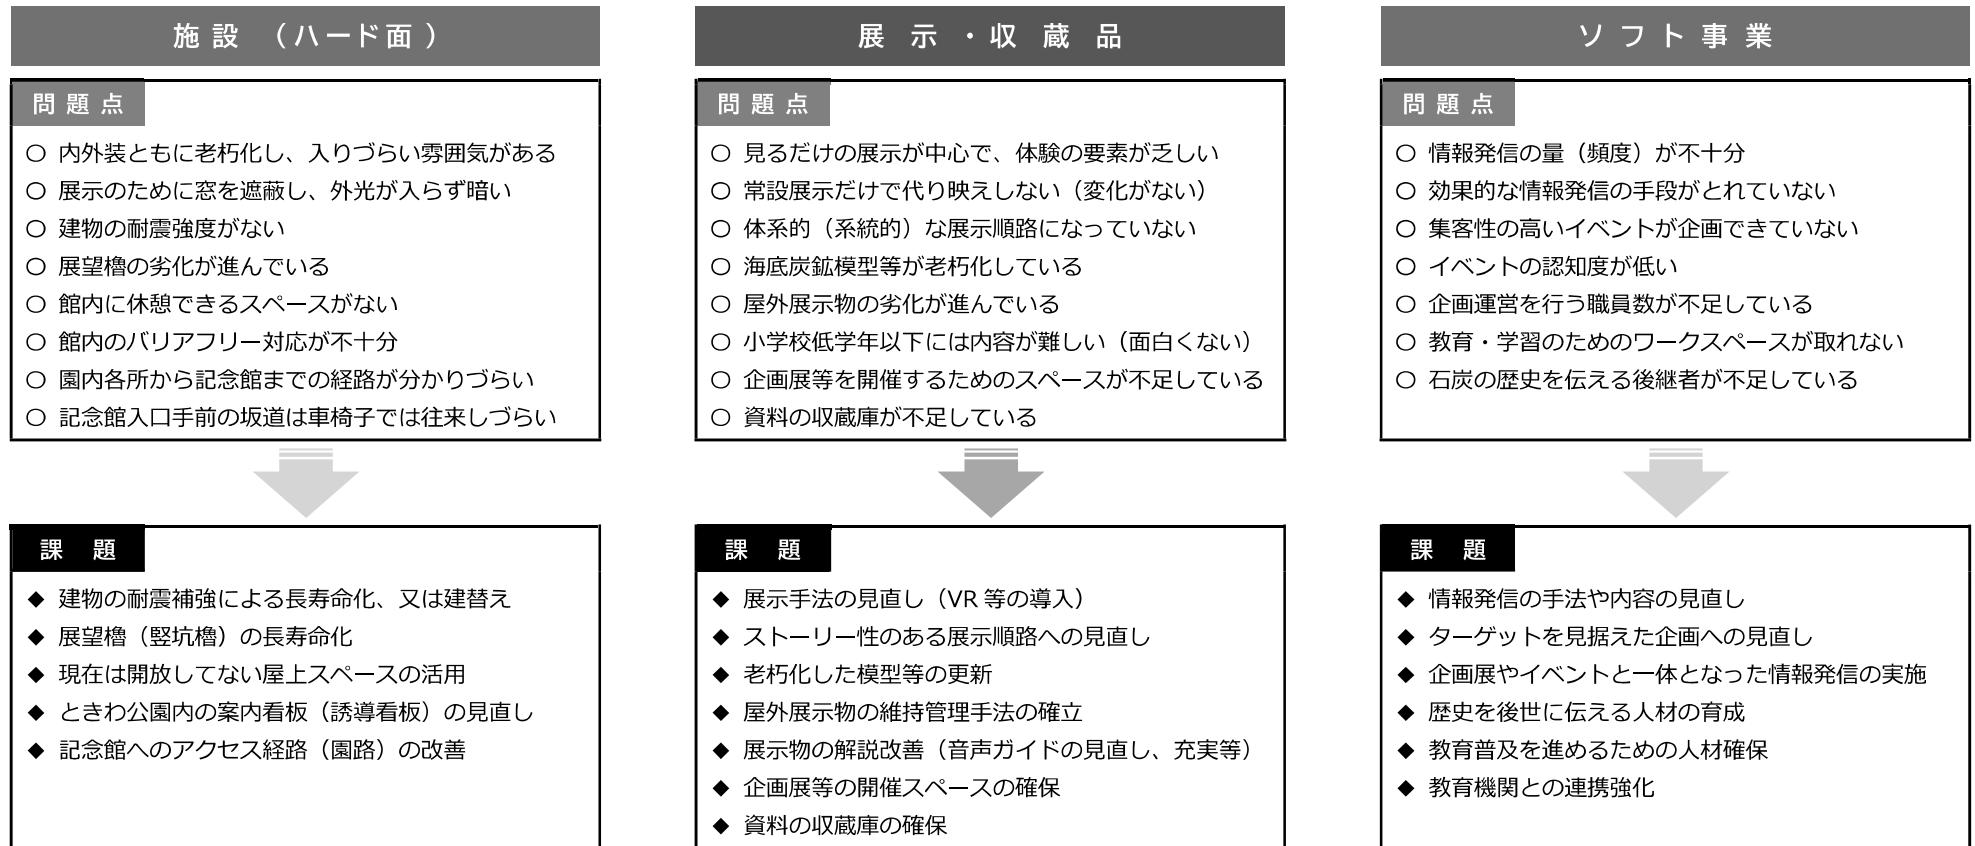 施設（ハード面）
問題点
○ 内外装ともに老朽化し、入りづらい雰囲気がある
○ 展示のために窓を遮蔽し、外光が入らず暗い
○ 建物の耐震強度がない
○ 展望櫓の劣化が進んでいる
○ 館内に休憩できるスペースがない
○ 館内のバリアフリー対応が不十分
○ 園内各所から記念館までの経路が分かりづらい
○ 記念館入口手前の坂道は車椅子では往来しづらい
課題
◆ 建物の耐震補強による長寿命化、又は建替え
◆ 展望櫓（竪坑櫓）の長寿命化
◆ 現在は開放してない屋上スペースの活用
◆ ときわ公園内の案内看板（誘導看板）の見直し
◆ 記念館へのアクセス経路（園路）の改善
展示・収蔵品
問題点
○ 見るだけの展示が中心で、体験の要素が乏しい
○ 常設展示だけで代り映えしない（変化がない）
○ 体系的（系統的）な展示順路になっていない
○ 海底炭鉱模型等が老朽化している
○ 屋外展示物の劣化が進んでいる
○ 小学校低学年以下には内容が難しい（面白くない）
○ 企画展等を開催するためのスペースが不足している
○ 資料の収蔵庫が不足している
課題
◆ 展示手法の見直し（VR 等の導入）
◆ ストーリー性のある展示順路への見直し
◆ 老朽化した模型等の更新
◆ 屋外展示物の維持管理手法の確立
◆ 展示物の解説改善（音声ガイドの見直し、充実等）
◆ 企画展等の開催スペースの確保
◆ 資料の収蔵庫の確保
ソフト事業
問題点
○ 情報発信の量（頻度）が不十分
○ 効果的な情報発信の手段がとれていない
○ 集客性の高いイベントが企画できていない
○ イベントの認知度が低い
○ 企画運営を行う職員数が不足している
○ 教育・学習のためのワークスペースが取れない
○ 石炭の歴史を伝える後継者が不足している
課題
◆ 情報発信の手法や内容の見直し
◆ ターゲットを見据えた企画への見直し
◆ 企画展やイベントと一体となった情報発信の実施
◆ 歴史を後世に伝える人材の育成
◆ 教育普及を進めるための人材確保
◆ 教育機関との連携強化